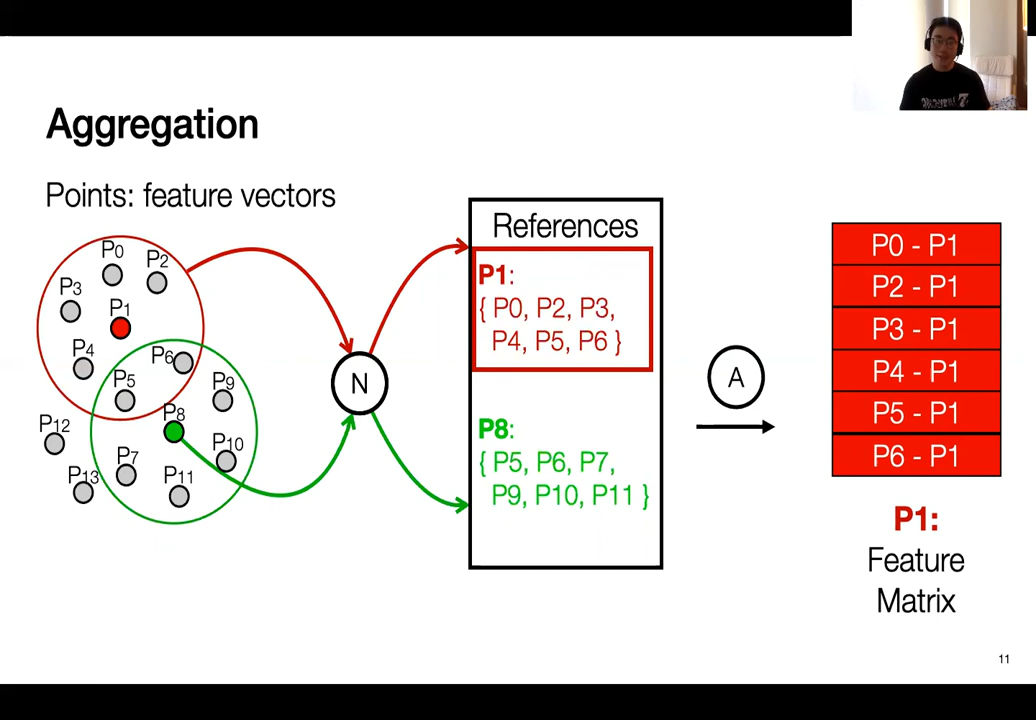 Aggregation
Points: feature vectors
P0
P2
P3
P1
P4
P6
P5
P9
P8
P12
P10
P7
P13
P11
N
References
P1:
{ P0, P2, P3,
P4, P5, P6 }
P8:
{ P5, P6, P7,
P9, P10, P11 }
A
P0 - P1
P2 - P1
P3 - P1
P4 - P1
P5 - P1
P6 - P1
P1:
Feature
Matrix
11